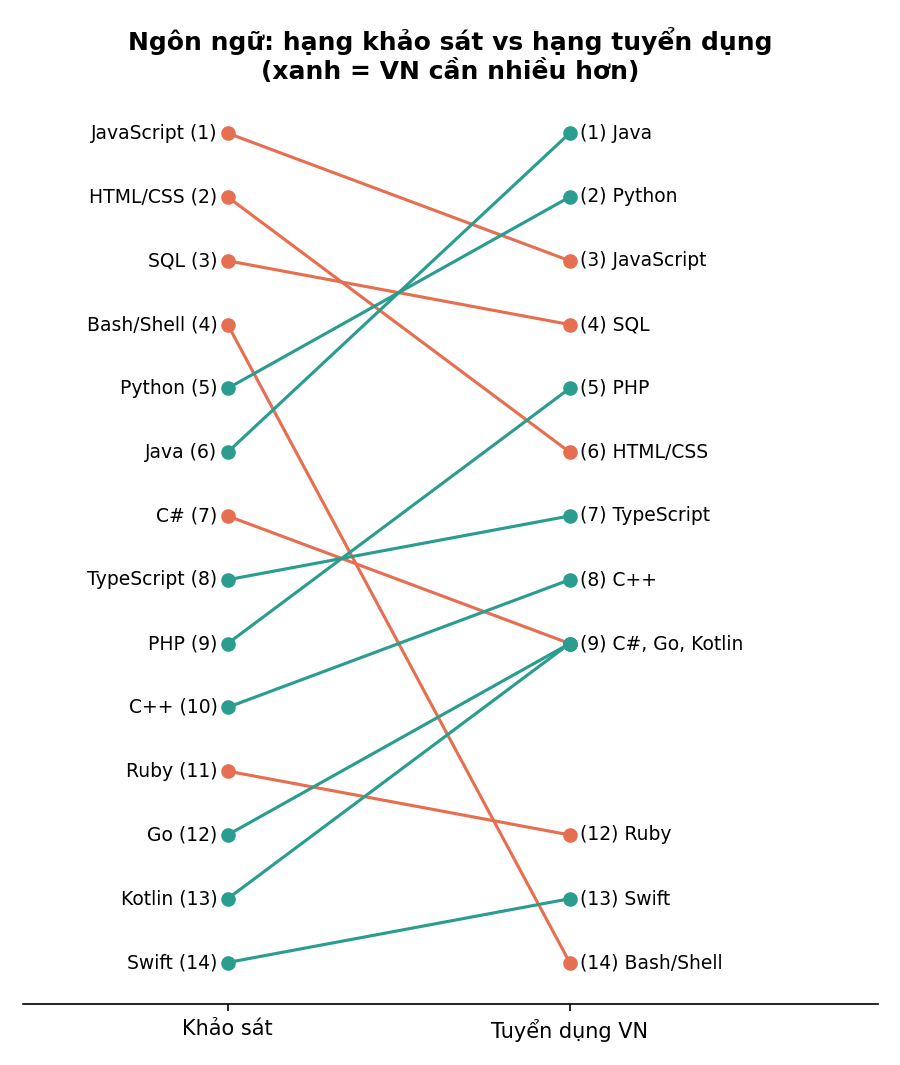 Ngôn ngữ: hạng khảo sát vs hạng tuyển dụng
(xanh = VN cần nhiều hơn)
JavaScript (1)
(1) Java
HTML/CSS (2)
(2) Python
SQL (3)
(3) JavaScript
Bash/Shell (4)
(4) SQL
Python (5)
(5) PHP
Java (6)
(6) HTML/CSS
C# (7)
(7) TypeScript
TypeScript (8)
(8) C++
PHP (9)
(9) C#, Go, Kotlin
C++ (10)
Ruby (11)
Go (12)
(12) Ruby
Kotlin (13)
(13) Swift
Swift (14)
(14) Bash/Shell
Khảo sát
Tuyển dụng VN